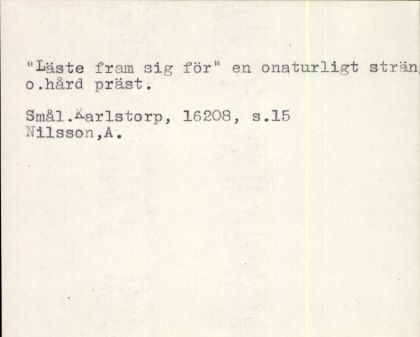 "Läste fram sig för" en onaturligt strän
o.hård präst.
Smål.Karlstorp, 16208, s.15
Nilsson,A.